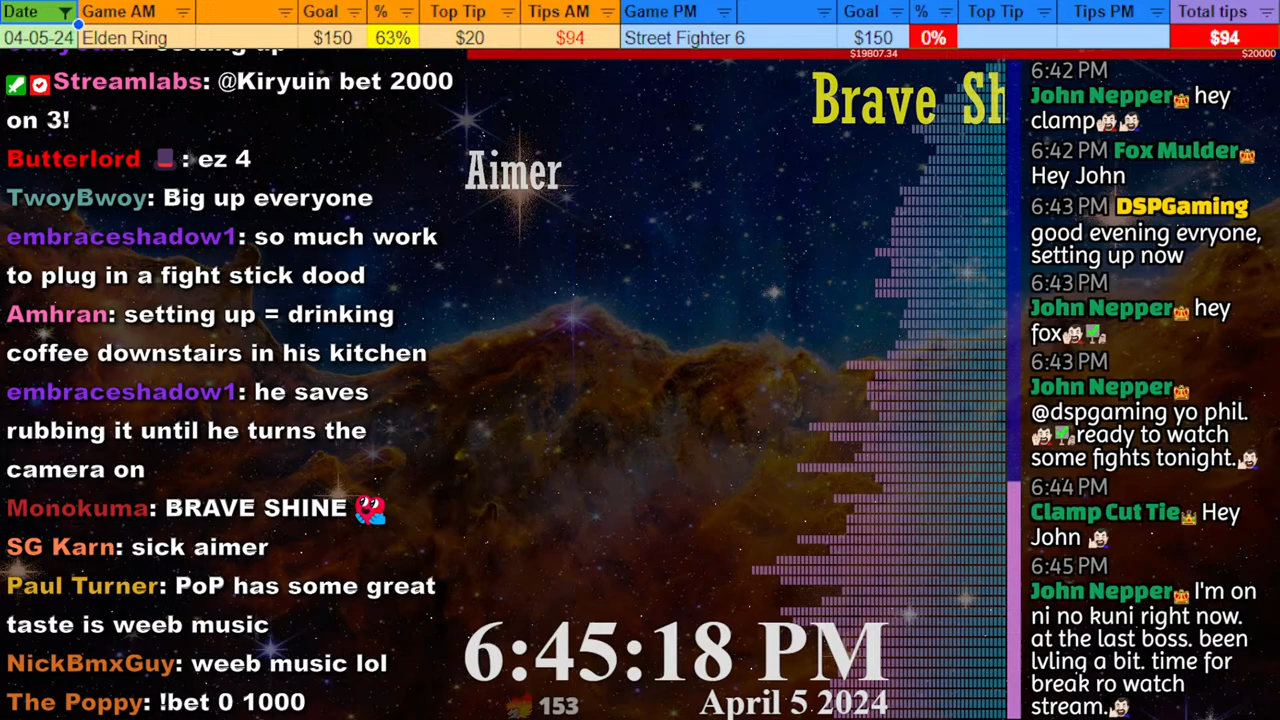 Date Game AM Goal % Top Tip Tips AM Game PM Goal % Top Tip Tips PM Total tips
04-05-24 Elden Ring $150 63% $20 $94 Street Fighter 6 $150 0% $94
$19807.34 $20000
Streamlabs: @Kiryuin bet 2000
on 3!
Butterlord : ez 4
TwoyBwoy: Big up everyone
embraceshadow1: so much work
to plug in a fight stick dood
Amhran: setting up = drinking
coffee downstairs in his kitchen
embraceshadow1: he saves
rubbing it until he turns the
camera on
Monokuma: BRAVE SHINE
SG Karn: sick aimer
Paul Turner: PoP has some great
taste is weeb music
NickBmxGuy: weeb music lol
The Poppy: !bet 0 1000
Brave Sh
Aimer
6:45:18 PM
153 April 5 2024
6:42 PM
John Nepper hey
clamp
6:42 PM Fox Mulder
Hey John
6:43 PM DSPGaming
good evening evryone,
setting up now
6:43 PM
John Nepper hey
fox
6:43 PM
John Nepper
@dspgaming yo phil.
ready to watch
some fights tonight.
6:44 PM
Clamp Cut Tie Hey
John
6:45 PM
John Nepper I'm on
ni no kuni right now.
at the last boss. been
lvling a bit. time for
break ro watch
stream.